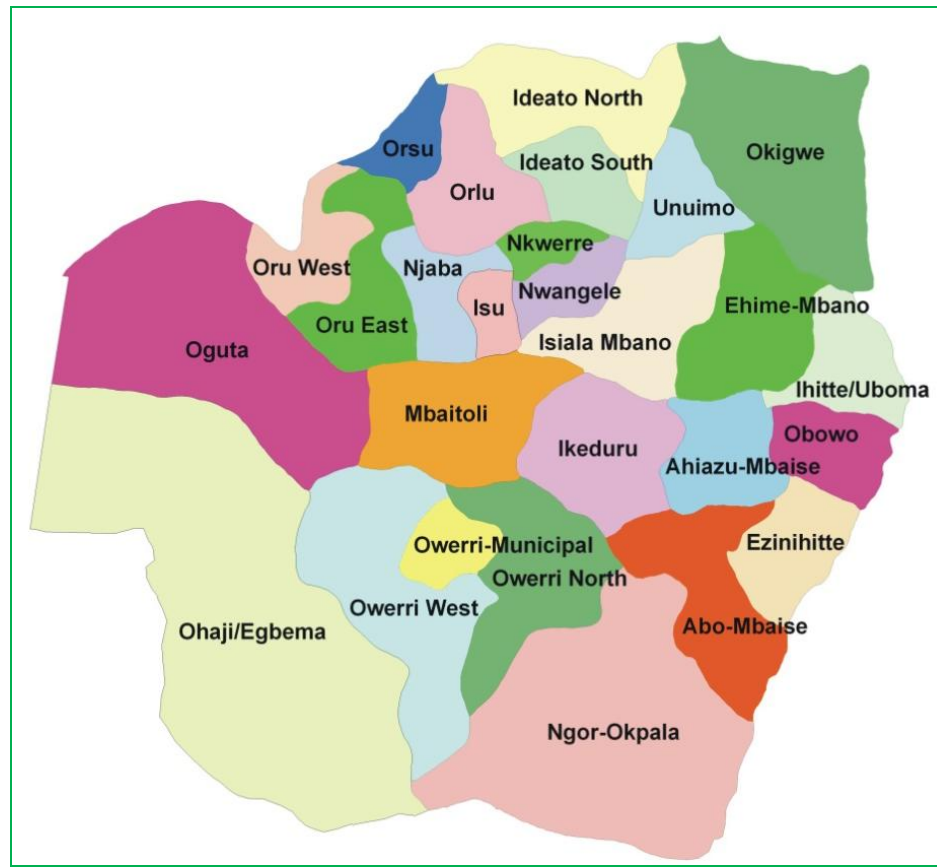 Ideato North
Okigwe
Orsu
Ideato South
Orlu
Unuimo
Nkwerre
Oru West
Njaba
Nwangele
Isu
Ehime-Mbano
Oru East
Isiala Mbano
Oguta
Ihitte/Uboma
Mbaitoli
Obowo
Ikeduru
Ahiazu-Mbaise
Owerri-Municipal
Ezinihitte
Owerri North
Owerri West
Abo-Mbaise
Ohaji/Egbema
Ngor-Okpala